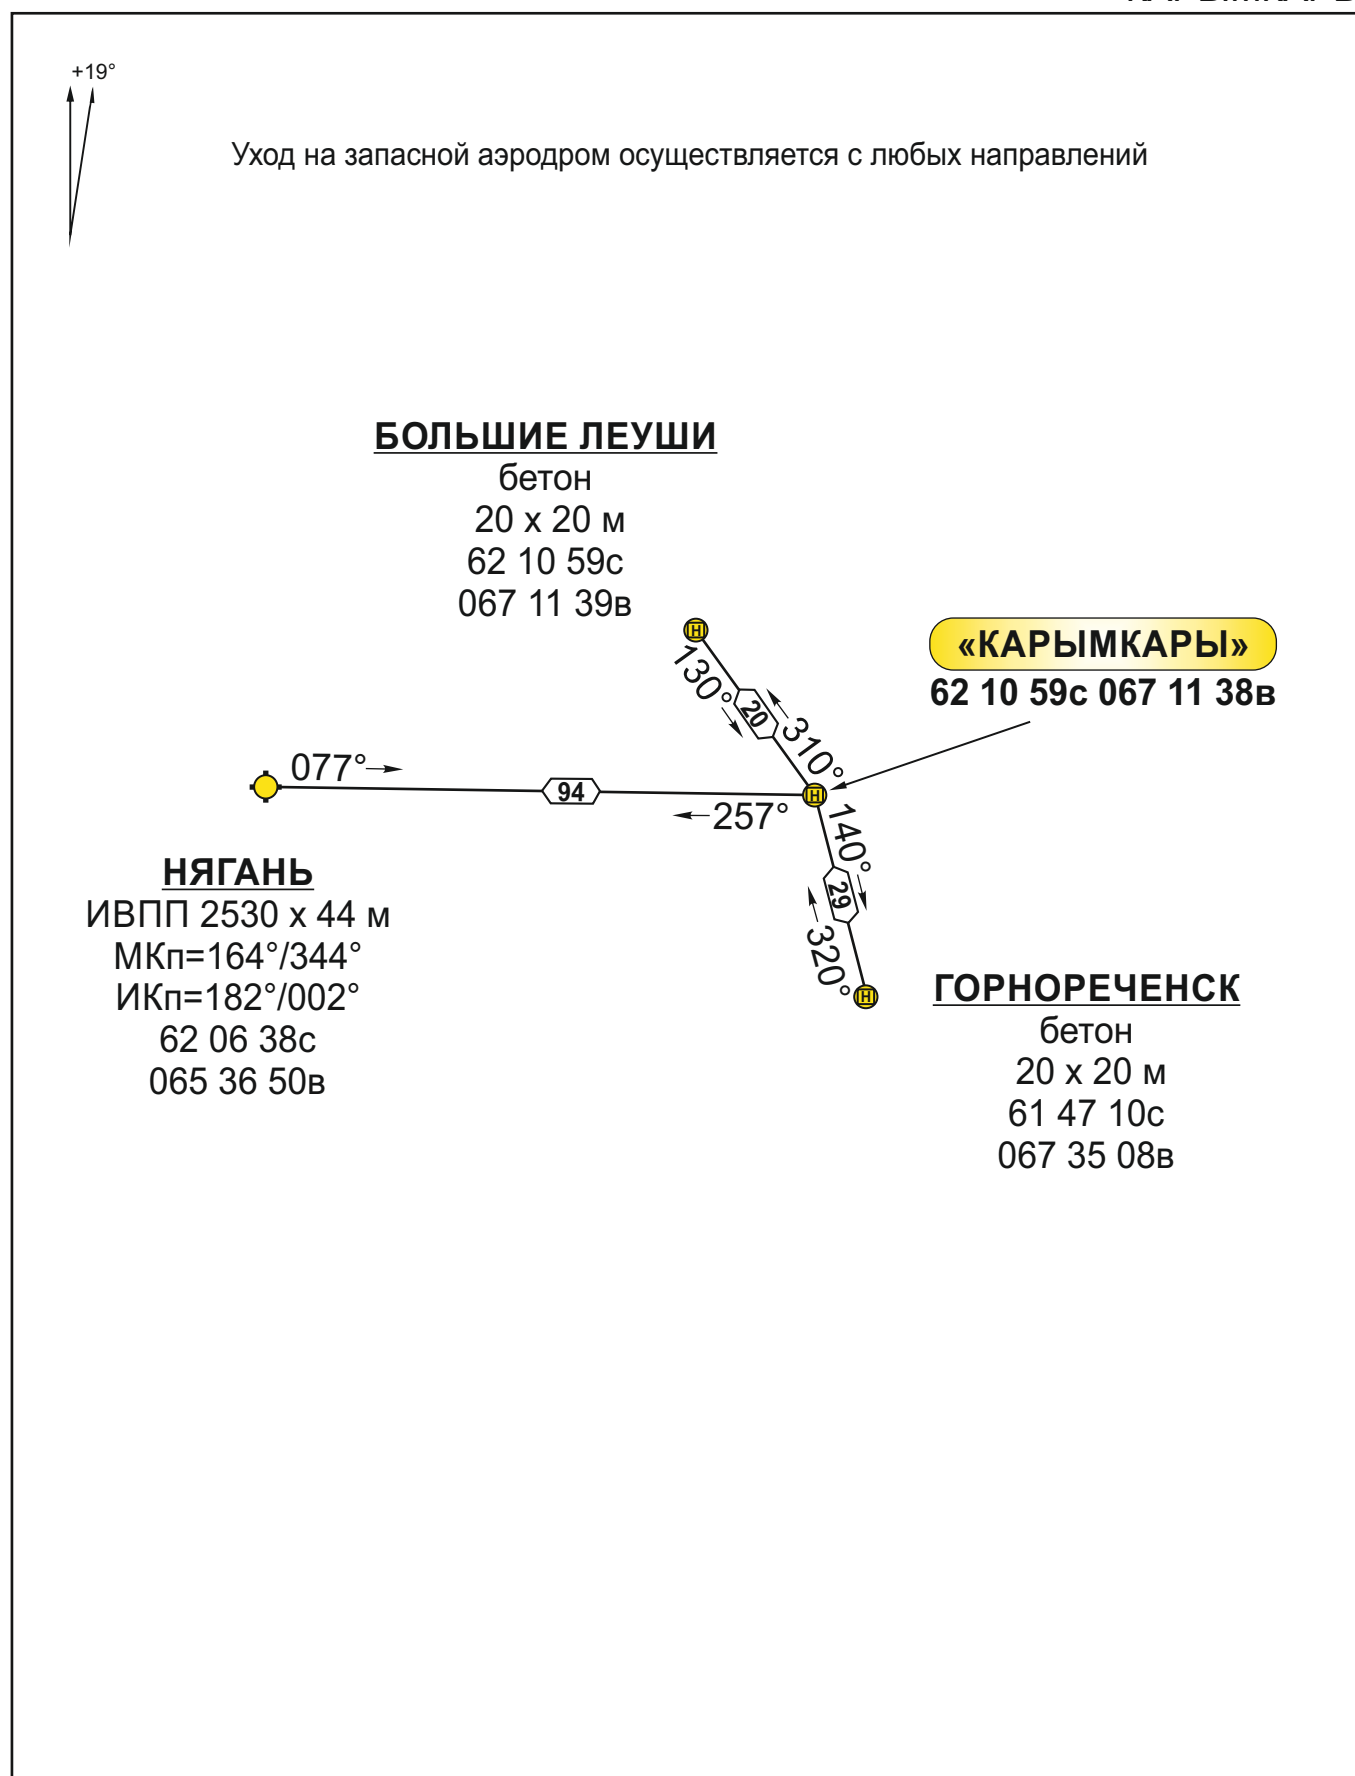 +19°
Уход на запасной аэродром осуществляется с любых направлений
БОЛЬШИЕ ЛЕУШИ
бетон
20 х 20 м
62 10 59с
067 11 39в
H
130°
20
310°
«КАРЫМКАРЫ»
62 10 59с 067 11 38в
077°
94
257°
H
140°
29
320°
H
НЯГАНЬ
ИВПП 2530 х 44 м
МКп=164°/344°
ИКп=182°/002°
62 06 38с
065 36 50в
ГОРНОРЕЧЕНСК
бетон
20 х 20 м
61 47 10с
067 35 08в